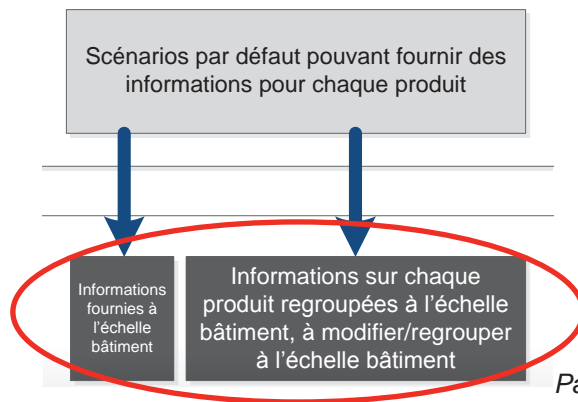 Scénarios par défaut pouvant fournir des
informations pour chaque produit
Informations
fournies à
l'échelle
bâtiment
Informations sur chaque
produit regroupées à l'échelle
bâtiment, à modifier/regrouper
à l'échelle bâtiment